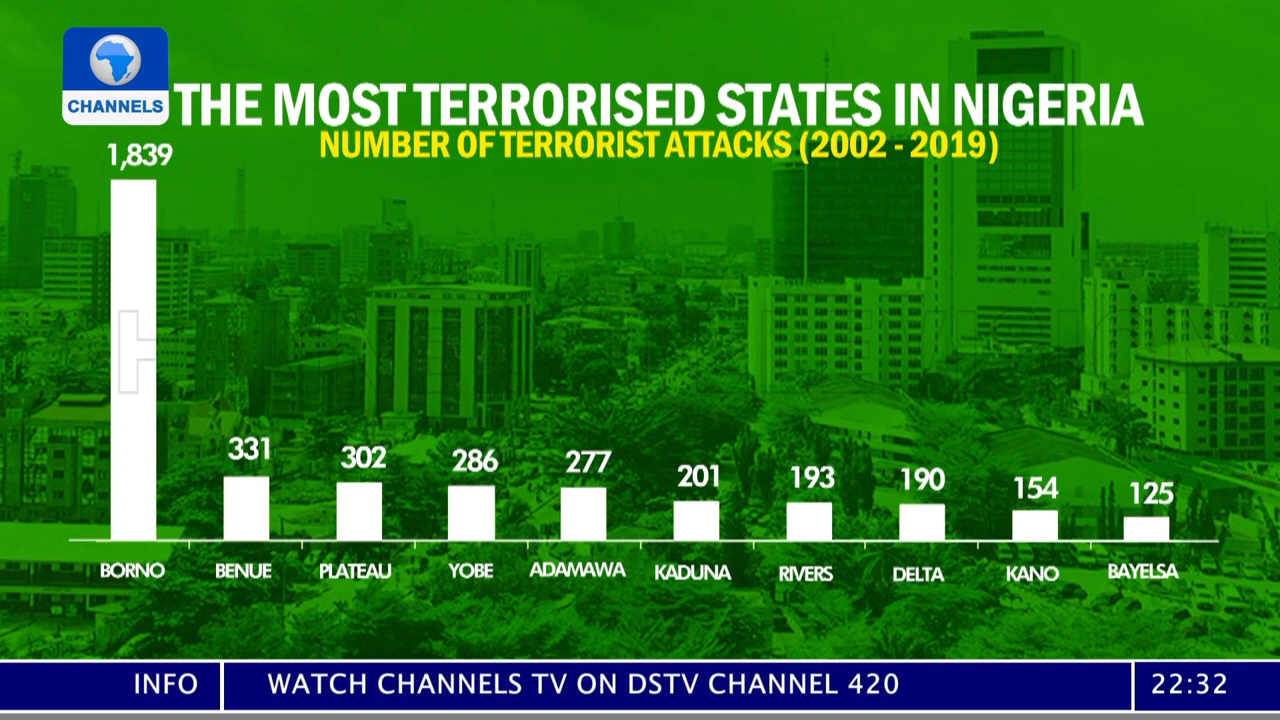 CHANNELS
THE MOST TERRORISED STATES IN NIGERIA
NUMBER OF TERRORIST ATTACKS (2002 - 2019)
1,839
331
302
286
277
201
193
190
154
125
BORNO
BENUE
PLATEAU
YOBE
ADAMAWA
KADUNA
RIVERS
DELTA
KANO
BAYELSA
INFO
WATCH CHANNELS TV ON DSTV CHANNEL 420
22:32